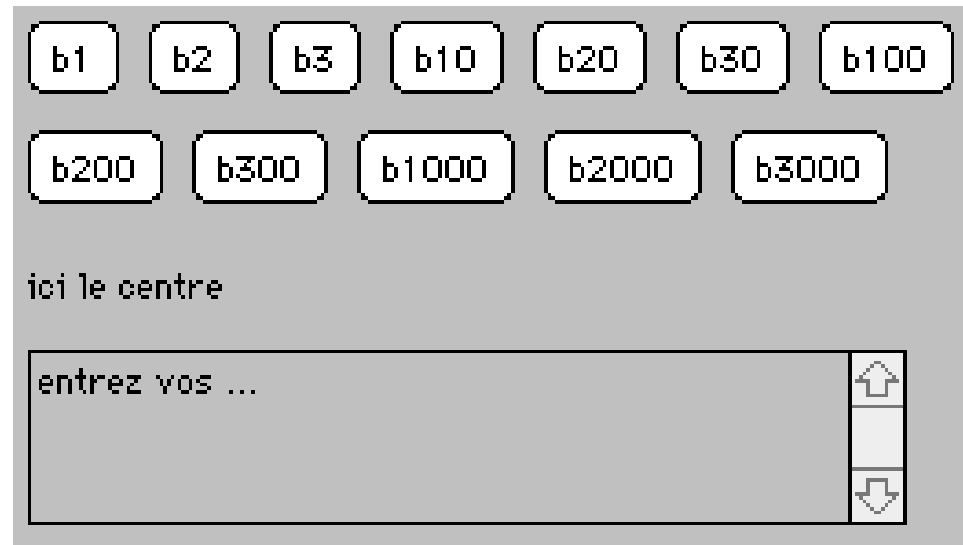 b1 b2 b3 b10 b20 b30 b100
b200 b300 b1000 b2000 b3000
ici le centre
entrez vos ...